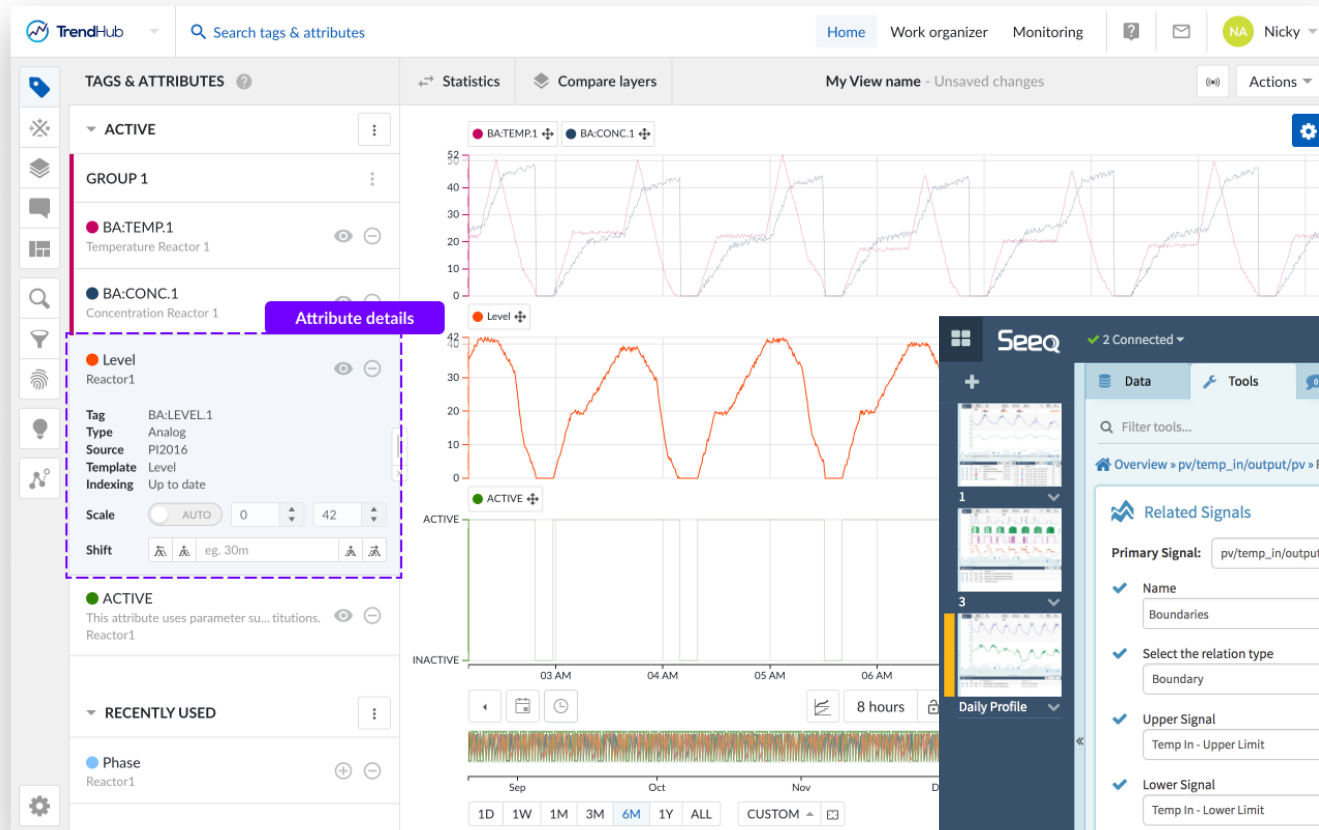 TrendHub
Search tags & attributes
Home
Work organizer
Monitoring
NA
Nicky
TAGS & ATTRIBUTES
Statistics
Compare layers
My View name - Unsaved changes
Actions
ACTIVE
GROUP 1
BA:TEMP.1
Temperature Reactor 1
BA:CONC.1
Concentration Reactor 1
Attribute details
Level
Reactor1
Tag BA:LEVEL.1
Type Analog
Source PI2016
Template Level
Indexing Up to date
Scale AUTO 0 42
Shift eg. 30m
ACTIVE
This attribute uses parameter su... titutions.
Reactor1
RECENTLY USED
Phase
Reactor1
BA:TEMP.1 BA:CONC.1
52
50
40
30
20
10
0
Level
42
40
30
20
10
0
ACTIVE
ACTIVE
INACTIVE
03 AM 04 AM 05 AM 06 AM
8 hours
Sep Oct Nov D
1D 1W 1M 3M 6M 1Y ALL CUSTOM
Seeq
2 Connected
Data
Tools
Filter tools...
Overview » pv/temp_in/output/pv »
Related Signals
Primary Signal: pv/temp_in/output
Name
Boundaries
Select the relation type
Boundary
Upper Signal
Temp In - Upper Limit
Lower Signal
Temp In - Lower Limit
1
3
Daily Profile
«